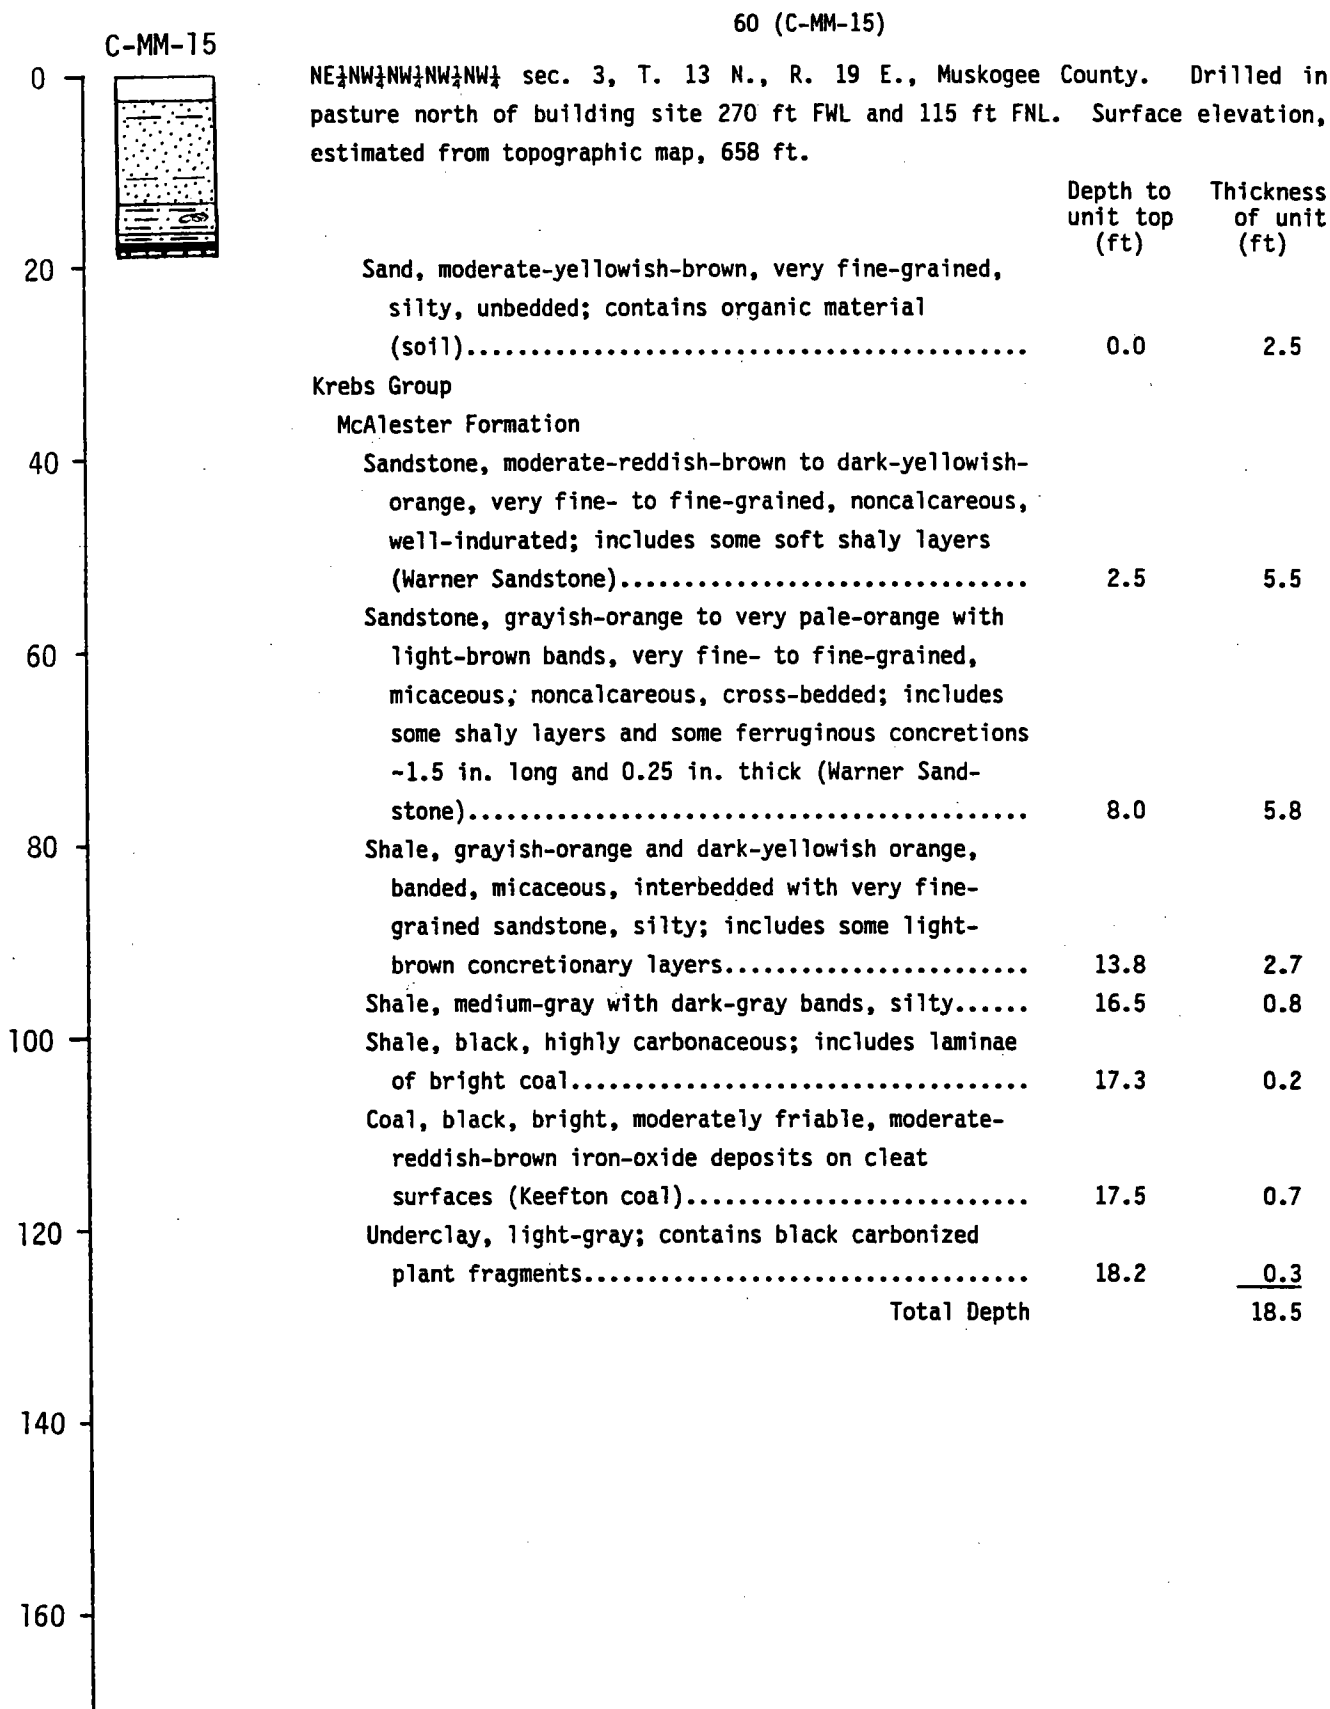 60 (C-MM-15)
C-MM-15
NE¼NW¼NW¼NW¼NW¼ sec. 3, T. 13 N., R. 19 E., Muskogee County. Drilled in
pasture north of building site 270 ft FWL and 115 ft FNL. Surface elevation,
estimated from topographic map, 658 ft.
Depth to Thickness
unit top of unit
(ft) (ft)
Sand, moderate-yellowish-brown, very fine-grained,
silty, unbedded; contains organic material
(soil)............................................ 0.0 2.5
Krebs Group
McAlester Formation
Sandstone, moderate-reddish-brown to dark-yellowish-
orange, very fine- to fine-grained, noncalcareous,
well-indurated; includes some soft shaly layers
(Warner Sandstone)................................ 2.5 5.5
Sandstone, grayish-orange to very pale-orange with
light-brown bands, very fine- to fine-grained,
micaceous, noncalcareous, cross-bedded; includes
some shaly layers and some ferruginous concretions
~1.5 in. long and 0.25 in. thick (Warner Sand-
stone)............................................ 8.0 5.8
Shale, grayish-orange and dark-yellowish orange,
banded, micaceous, interbedded with very fine-
grained sandstone, silty; includes some light-
brown concretionary layers........................ 13.8 2.7
Shale, medium-gray with dark-gray bands, silty...... 16.5 0.8
Shale, black, highly carbonaceous; includes laminae
of bright coal.................................... 17.3 0.2
Coal, black, bright, moderately friable, moderate-
reddish-brown iron-oxide deposits on cleat
surfaces (Keefton coal)........................... 17.5 0.7
Underclay, light-gray; contains black carbonized
plant fragments................................... 18.2 0.3
Total Depth 18.5
0
20
40
60
80
100
120
140
160